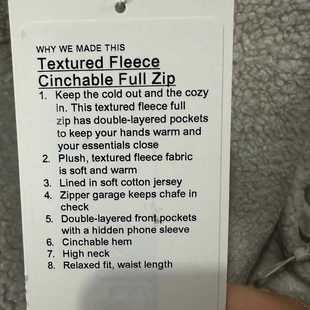 WHY WE MADE THIS
Textured Fleece
Cinchable Full Zip
1. Keep the cold out and the cozy
in. This textured fleece full
zip has double-layered pockets
to keep your hands warm and
your essentials close
2. Plush, textured fleece fabric
is soft and warm
3. Lined in soft cotton jersey
4. Zipper garage keeps chafe in
check
5. Double-layered front pockets
with a hidden phone sleeve
6. Cinchable hem
7. High neck
8. Relaxed fit, waist length